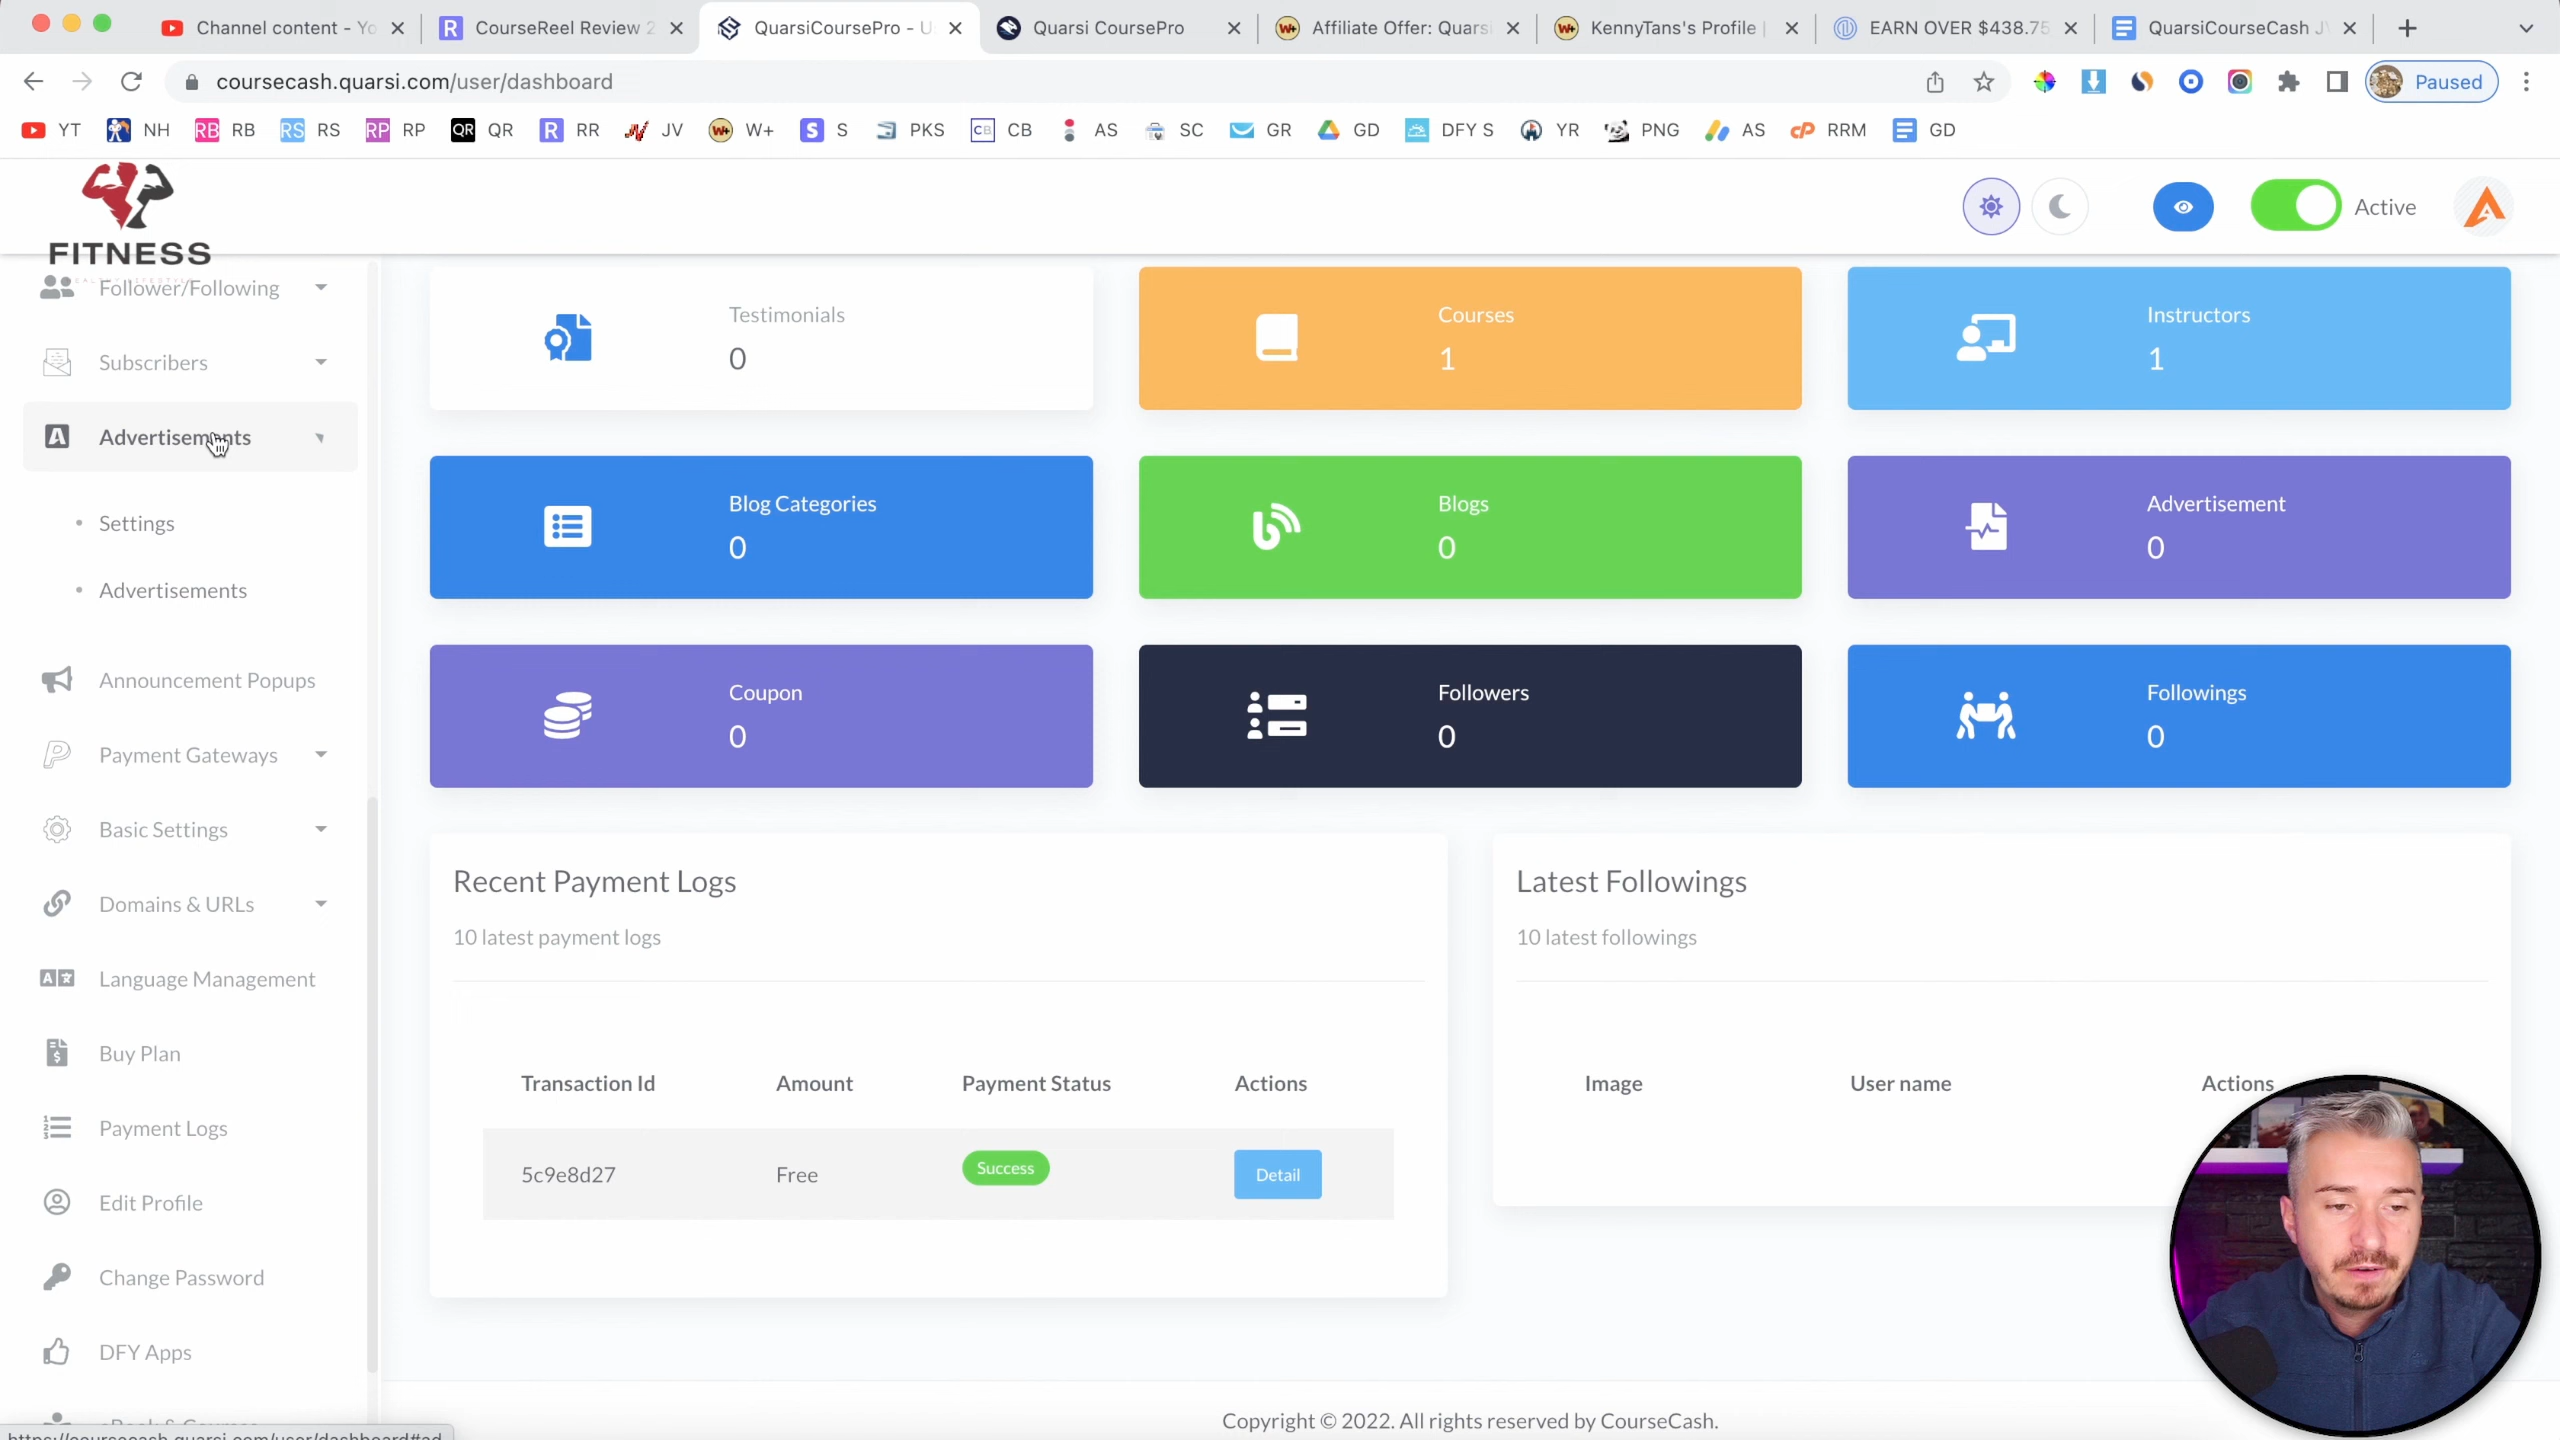 Channel content - Yo
CourseReel Review 2
QuarsiCoursePro - U
Quarsi CoursePro
Affiliate Offer: Quarsi
KennyTans's Profile |
EARN OVER $438.75
QuarsiCourseCash J
coursecash.quarsi.com/user/dashboard
Paused
YT
NH
RB RB
RS RS
RP RP
QR QR
R RR
JV
W+ W+
S S
PKS
CB CB
AS
SC
GR
GD
DFY S
YR
PNG
AS
RRM
GD
FITNESS
Active
Follower/Following
Subscribers
Advertisements
Settings
Advertisements
Announcement Popups
Payment Gateways
Basic Settings
Domains & URLs
Language Management
Buy Plan
Payment Logs
Edit Profile
Change Password
DFY Apps
Testimonials
0
Courses
1
Instructors
1
Blog Categories
0
Blogs
0
Advertisement
0
Coupon
0
Followers
0
Followings
0
Recent Payment Logs
10 latest payment logs
Transaction Id Amount Payment Status Actions
5c9e8d27 Free Success Detail
Latest Followings
10 latest followings
Image User name Actions
Copyright © 2022. All rights reserved by CourseCash.